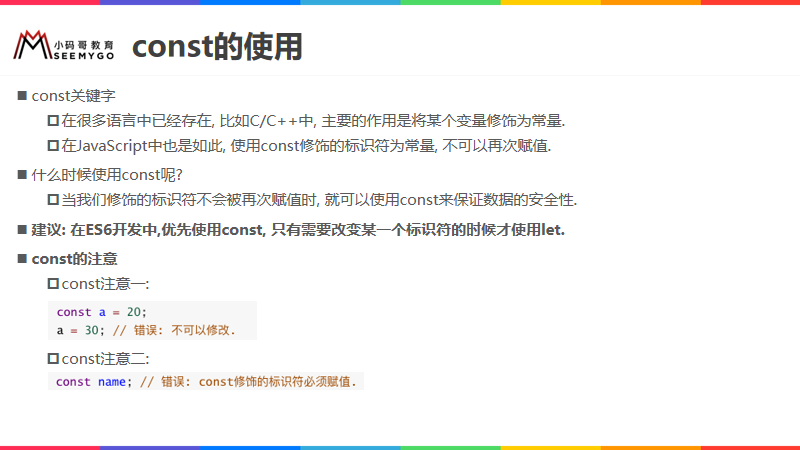 小码哥教育
SEEMYGO
const的使用
■ const关键字
在很多语言中已经存在, 比如C/C++中, 主要的作用是将某个变量修饰为常量.
在JavaScript中也是如此, 使用const修饰的标识符为常量, 不可以再次赋值.
■ 什么时候使用const呢?
当我们修饰的标识符不会被再次赋值时, 就可以使用const来保证数据的安全性.
■ 建议: 在ES6开发中,优先使用const, 只有需要改变某一个标识符的时候才使用let.
■ const的注意
const注意一:
const a = 20;
a = 30; // 错误: 不可以修改.
const注意二:
const name; // 错误: const修饰的标识符必须赋值.